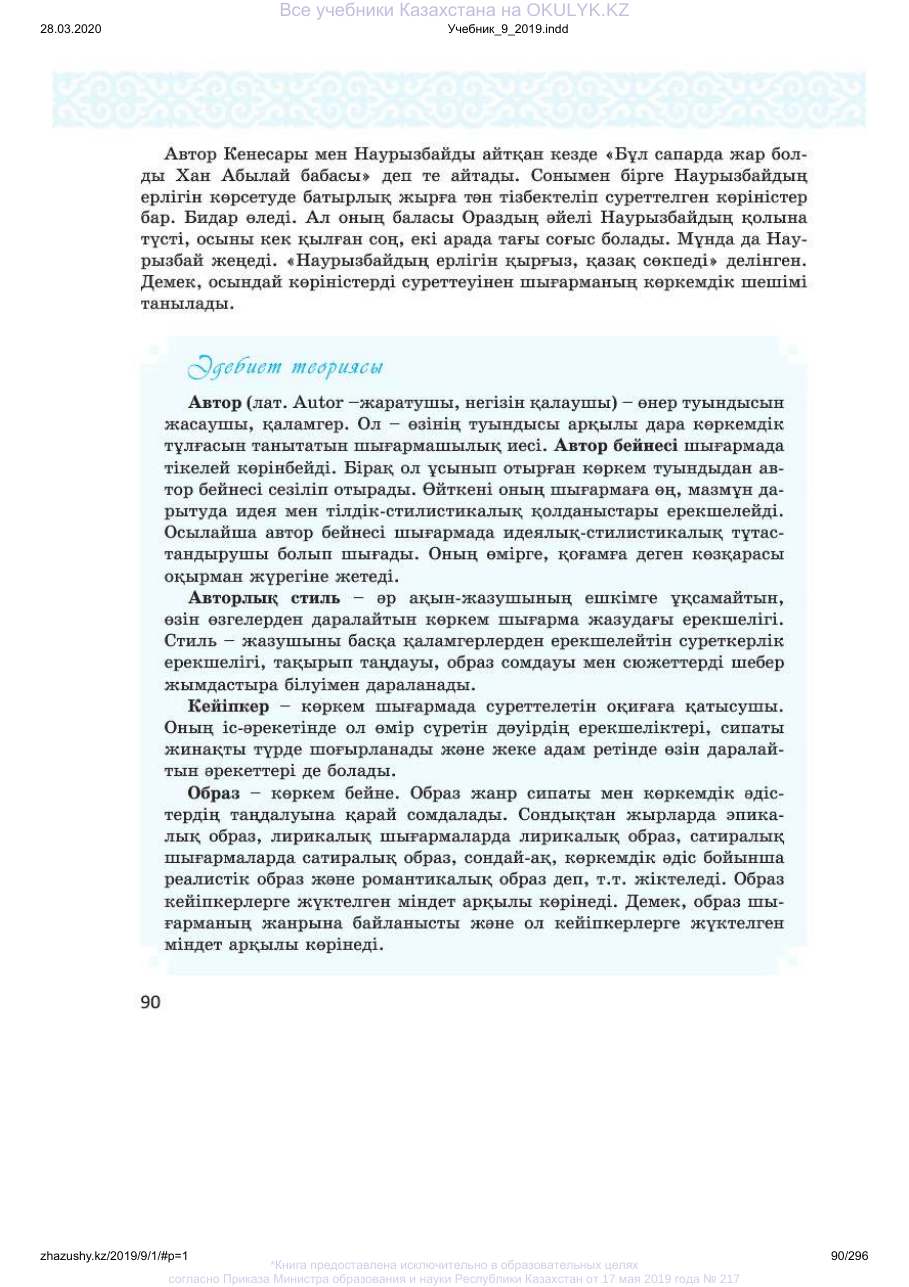 Все учебники Казахстана на OKULYK.KZ
28.03.2020 Учебник_9_2019.indd
Автор Кенесары мен Наурызбайды айтқан кезде «Бұл сапарда жар бол-
ды Хан Абылай бабасы» деп те айтады. Сонымен бірге Наурызбайдың
ерлігін көрсетуде батырлық жырға тән тізбектеліп суреттелген көріністер
бар. Бидар өледі. Ал оның баласы Ораздың әйелі Наурызбайдың қолына
түсті, осыны кек қылған соң, екі арада тағы соғыс болады. Мұнда да Нау-
рызбай жеңеді. «Наурызбайдың ерлігін қырғыз, қазақ сөкпеді» делінген.
Демек, осындай көріністерді суреттеуінен шығарманың көркемдік шешімі
танылады.
Әдебиет теориясы
Автор (лат. Autor –жаратушы, негізін қалаушы) – өнер туындысын
жасаушы, қаламгер. Ол – өзінің туындысы арқылы дара көркемдік
тұлғасын танытатын шығармашылық иесі. Автор бейнесі шығармада
тікелей көрінбейді. Бірақ ол ұсынып отырған көркем туындыдан ав-
тор бейнесі сезіліп отырады. Өйткені оның шығармаға өң, мазмұн да-
рытуда идея мен тілдік-стилистикалық қолданыстары ерекшелейді.
Осылайша автор бейнесі шығармада идеялық-стилистикалық тұтас-
тандырушы болып шығады. Оның өмірге, қоғамға деген көзқарасы
оқырман жүрегіне жетеді.
Авторлық стиль – әр ақын-жазушының ешкімге ұқсамайтын,
өзін өзгелерден даралайтын көркем шығарма жазудағы ерекшелігі.
Стиль – жазушыны басқа қаламгерлерден ерекшелейтін суреткерлік
ерекшелігі, тақырып таңдауы, образ сомдауы мен сюжеттерді шебер
жымдастыра білуімен дараланады.
Кейіпкер – көркем шығармада суреттелетін оқиғаға қатысушы.
Оның іс-әрекетінде ол өмір сүретін дәуірдің ерекшеліктері, сипаты
жинақты түрде шоғырланады және жеке адам ретінде өзін даралай-
тын әрекеттері де болады.
Образ – көркем бейне. Образ жанр сипаты мен көркемдік әдіс-
тердің таңдалуына қарай сомдалады. Сондықтан жырларда эпика-
лық образ, лирикалық шығармаларда лирикалық образ, сатиралық
шығармаларда сатиралық образ, сондай-ақ, көркемдік әдіс бойынша
реалистік образ және романтикалық образ деп, т.т. жіктеледі. Образ
кейіпкерлерге жүктелген міндет арқылы көрінеді. Демек, образ шы-
ғарманың жанрына байланысты және ол кейіпкерлерге жүктелген
міндет арқылы көрінеді.
90
zhazushy.kz/2019/9/1/#p=1 90/296
*Книга предоставлена исключительно в образовательных целях
согласно Приказа Министра образования и науки Республики Казахстан от 17 мая 2019 года № 217